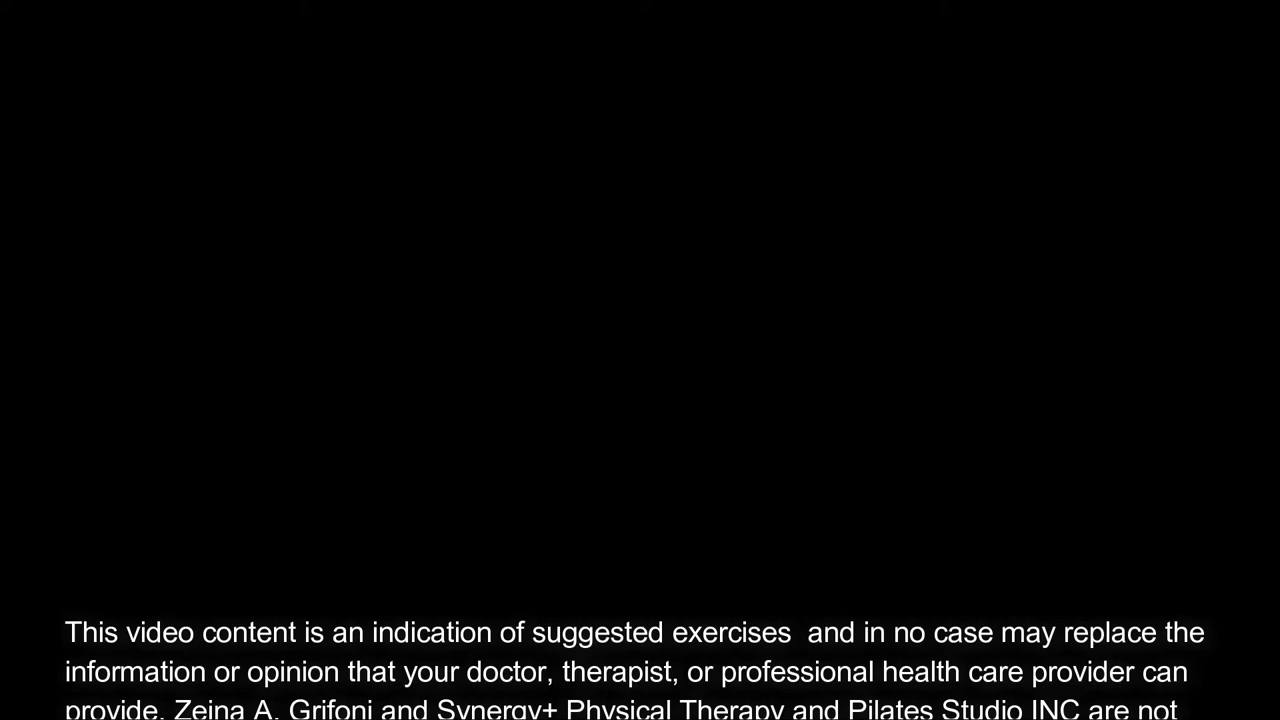 This video content is an indication of suggested exercises  and in no case may replace the
information or opinion that your doctor, therapist, or professional health care provider can
provide. Zeina A. Grifoni and Synergy+ Physical Therapy and Pilates Studio INC are not